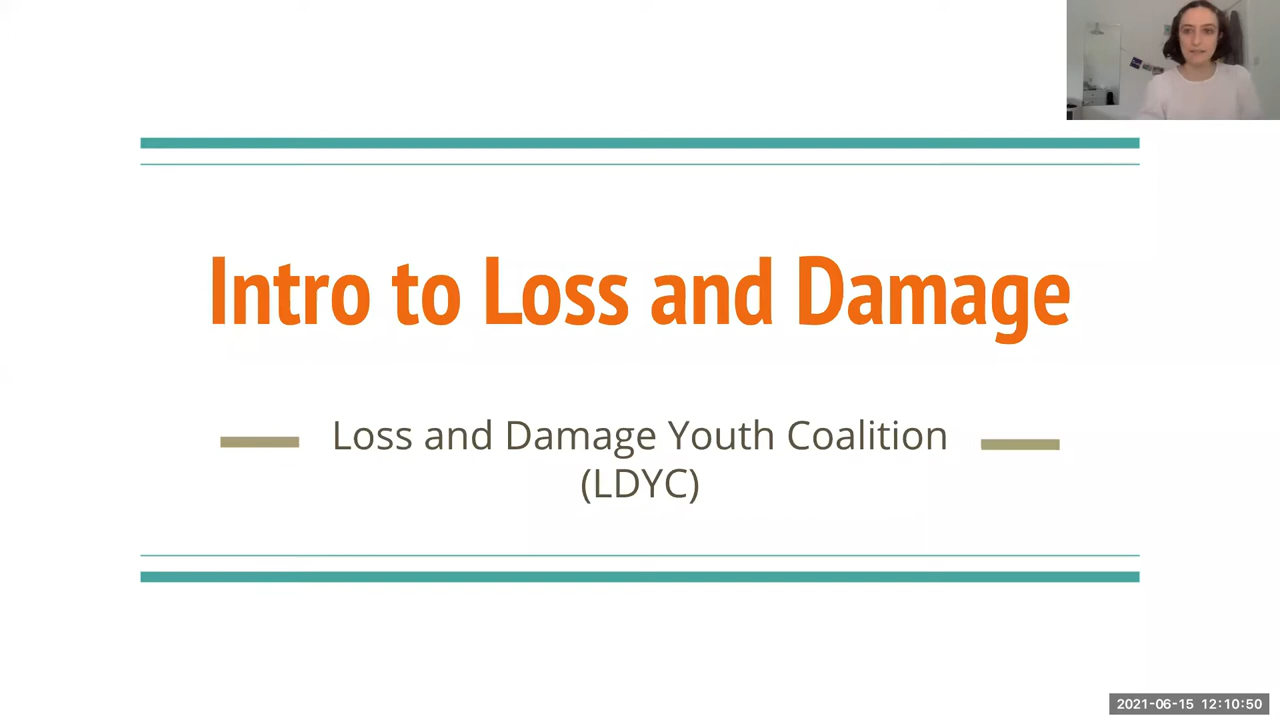 Intro to Loss and Damage
Loss and Damage Youth Coalition
(LDYC)
2021-06-15 12:10:50